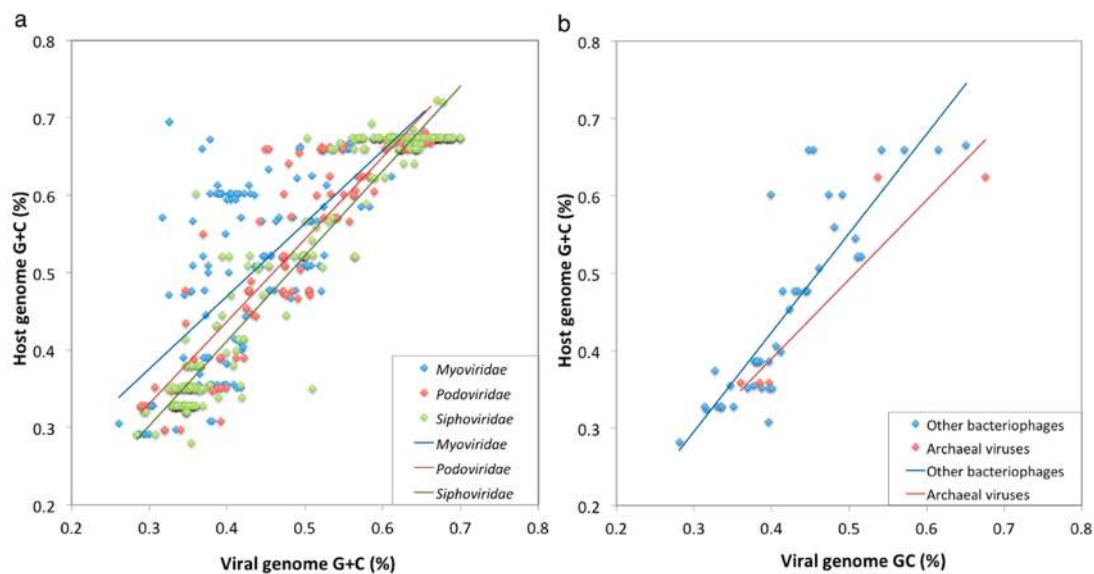 a
0.8
0.7
0.6
0.5
0.4
0.3
0.2
0.2 0.3 0.4 0.5 0.6 0.7 0.8
Host genome G+C (%)
Viral genome G+C (%)
Myoviridae
Podoviridae
Siphoviridae
Myoviridae
Podoviridae
Siphoviridae
b
0.8
0.7
0.6
0.5
0.4
0.3
0.2
0.2 0.3 0.4 0.5 0.6 0.7 0.8
Host genome G+C (%)
Viral genome GC (%)
Other bacteriophages
Archaeal viruses
Other bacteriophages
Archaeal viruses